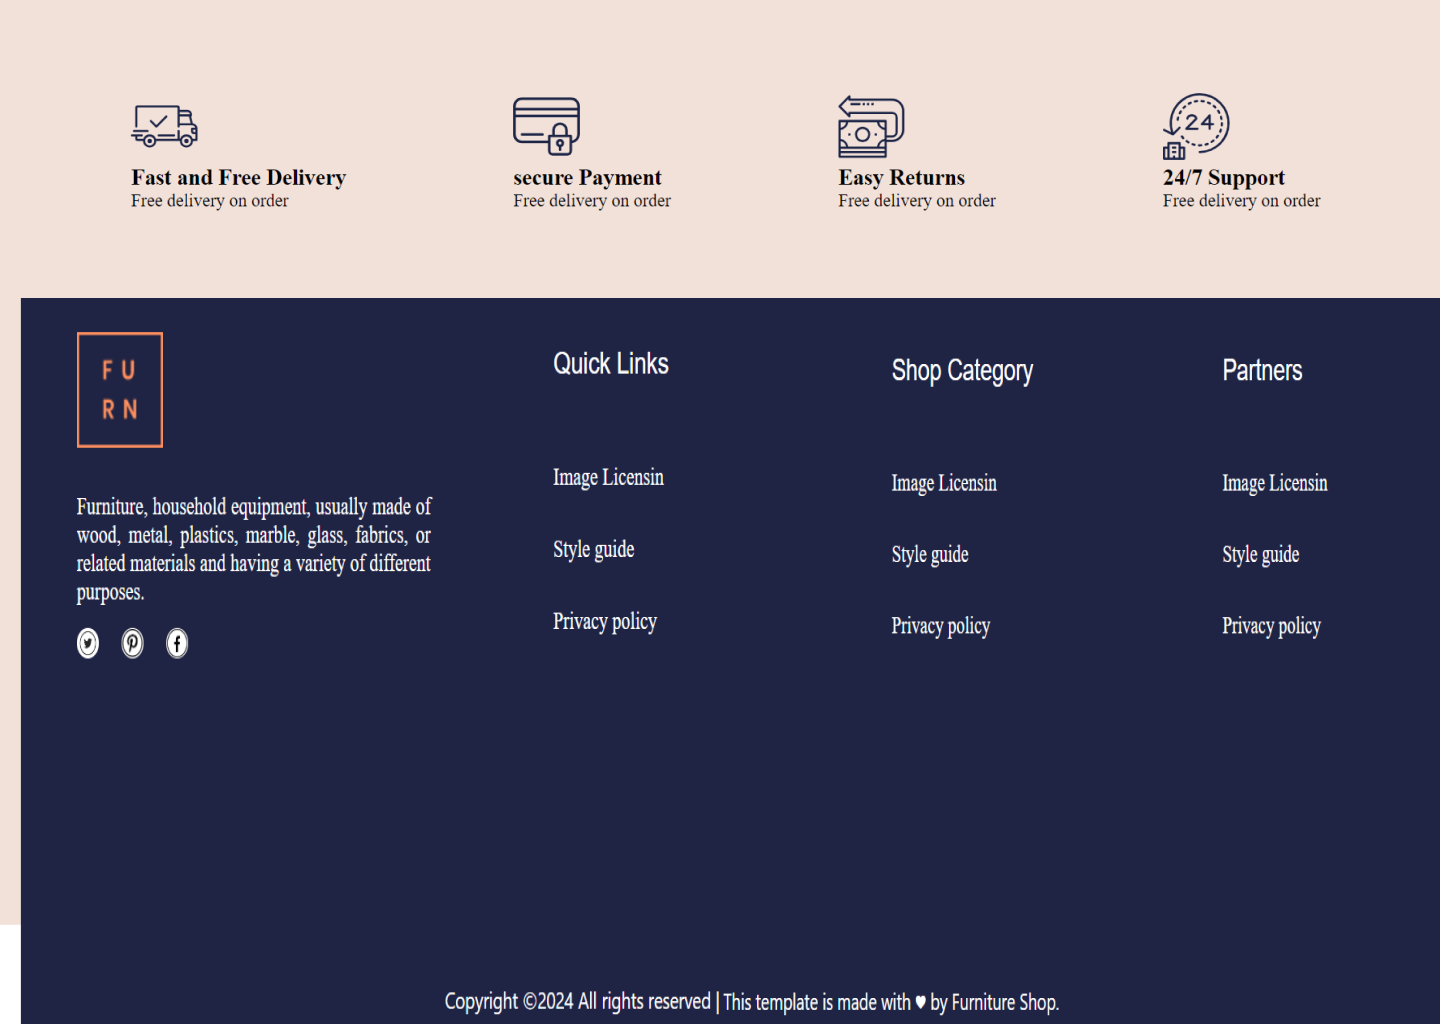 24
Fast and Free Delivery
Free delivery on order
secure Payment
Free delivery on order
Easy Returns
Free delivery on order
24/7 Support
Free delivery on order
FU
RN
Furniture, household equipment, usually made of
wood, metal, plastics, marble, glass, fabrics, or
related materials and having a variety of different
purposes.
Quick Links
Image Licensin
Style guide
Privacy policy
Shop Category
Image Licensin
Style guide
Privacy policy
Partners
Image Licensin
Style guide
Privacy policy
Copyright ©2024 All rights reserved | This template is made with ♥ by Furniture Shop.